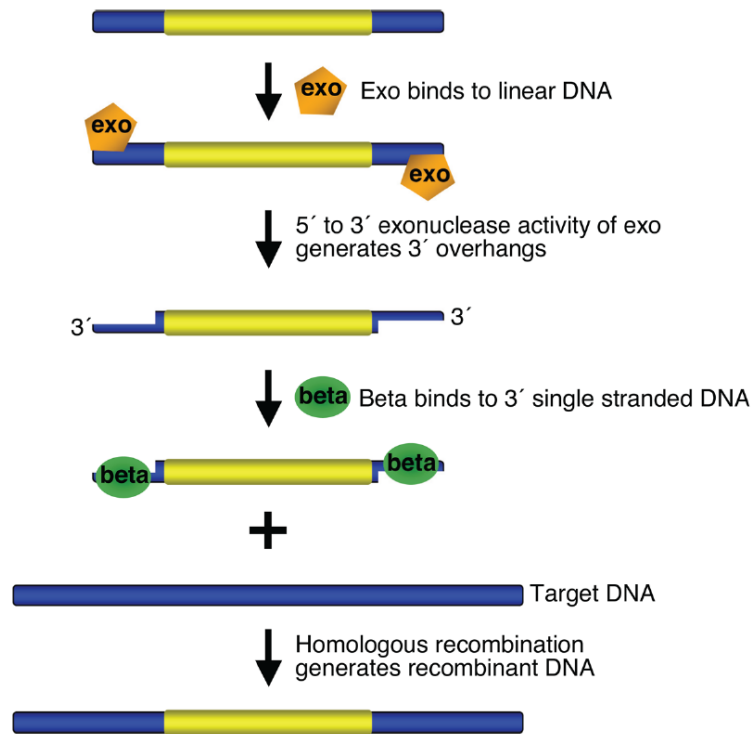 exo Exo binds to linear DNA
exo
exo
5´ to 3´ exonuclease activity of exo
generates 3´ overhangs
3´
3´
beta Beta binds to 3´ single stranded DNA
beta
beta
+
Target DNA
Homologous recombination
generates recombinant DNA